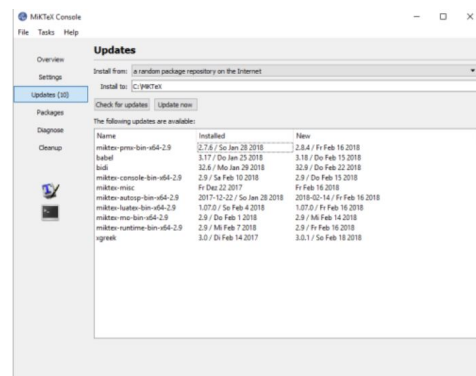 MiKTeX Console
File Tasks Help
Overview
Settings
Updates (10)
Packages
Diagnose
Cleanup
Updates
Install from: a random package repository on the Internet
Install to: C:\MiKTeX
Check for updates Update now
The following updates are available:
Name Installed New
miktex-pmx-bin-x64-2.9 2.7.6 / So Jan 28 2018 2.8.4 / Fr Feb 16 2018
babel 3.17 / Do Jan 25 2018 3.18 / Do Feb 15 2018
bidi 32.6 / Mo Jan 29 2018 32.9 / Do Feb 22 2018
miktex-console-bin-x64-2.9 2.9 / Sa Feb 10 2018 2.9 / Do Feb 15 2018
miktex-misc Fr Dez 22 2017 Fr Feb 16 2018
miktex-autosp-bin-x64-2.9 2017-12-22 / So Jan 28 2018 2018-02-14 / Fr Feb 16 2018
miktex-luatex-bin-x64-2.9 1.07.0 / So Feb 4 2018 1.07.0 / Fr Feb 16 2018
miktex-mo-bin-x64-2.9 2.9 / Do Feb 1 2018 2.9 / Mi Feb 14 2018
miktex-runtime-bin-x64-2.9 2.9 / Mi Feb 7 2018 2.9 / Fr Feb 16 2018
xgreek 3.0 / Di Feb 14 2017 3.0.1 / So Feb 18 2018